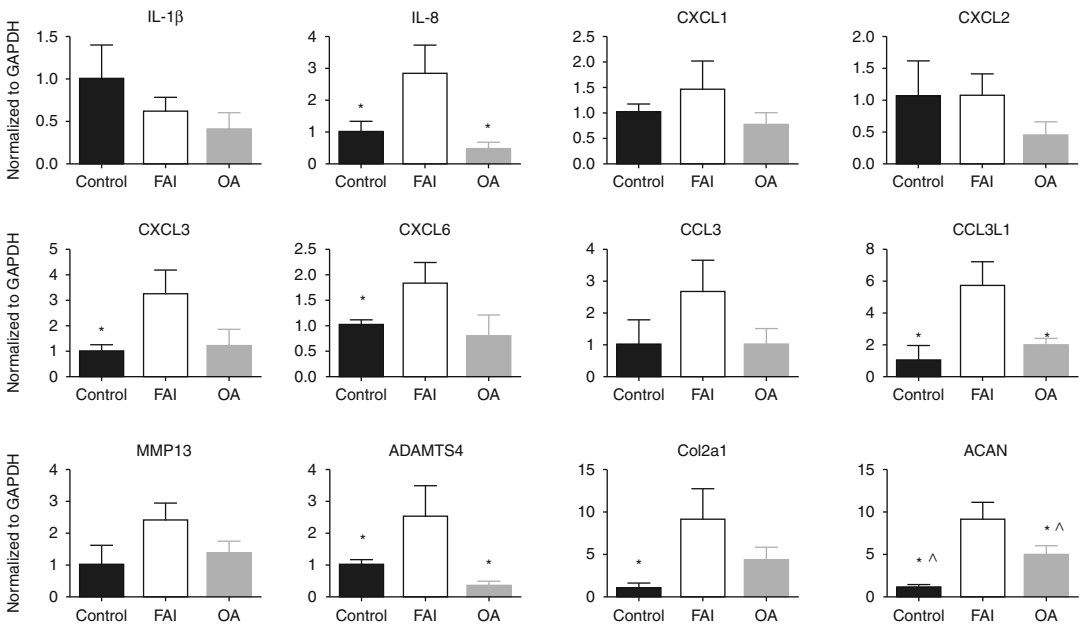 IL-1β IL-8 CXCL1 CXCL2
Normalized to GAPDH
1.5 4 2.5 2.0
2.0
3 1.5
1.0 1.5
2 1.0
* 1.0
0.5 1 * 0.5
0.5
0.0 0 0.0 0.0
Control FAI OA Control FAI OA Control FAI OA Control FAI OA
CXCL3 CXCL6 CCL3 CCL3L1
Normalized to GAPDH
5 2.5 4 8
4 2.0 3 6
3 1.5
* 2 4
2 1.0
* 1 2 * *
1 0.5
0 0.0 0 0
Control FAI OA Control FAI OA Control FAI OA Control FAI OA
MMP13 ADAMTS4 Col2a1 ACAN
Normalized to GAPDH
4 4 15 15
3 3
10 10
2 2 * ^
*
5 * 5 * ^
1 1 *
0 0 0 0
Control FAI OA Control FAI OA Control FAI OA Control FAI OA